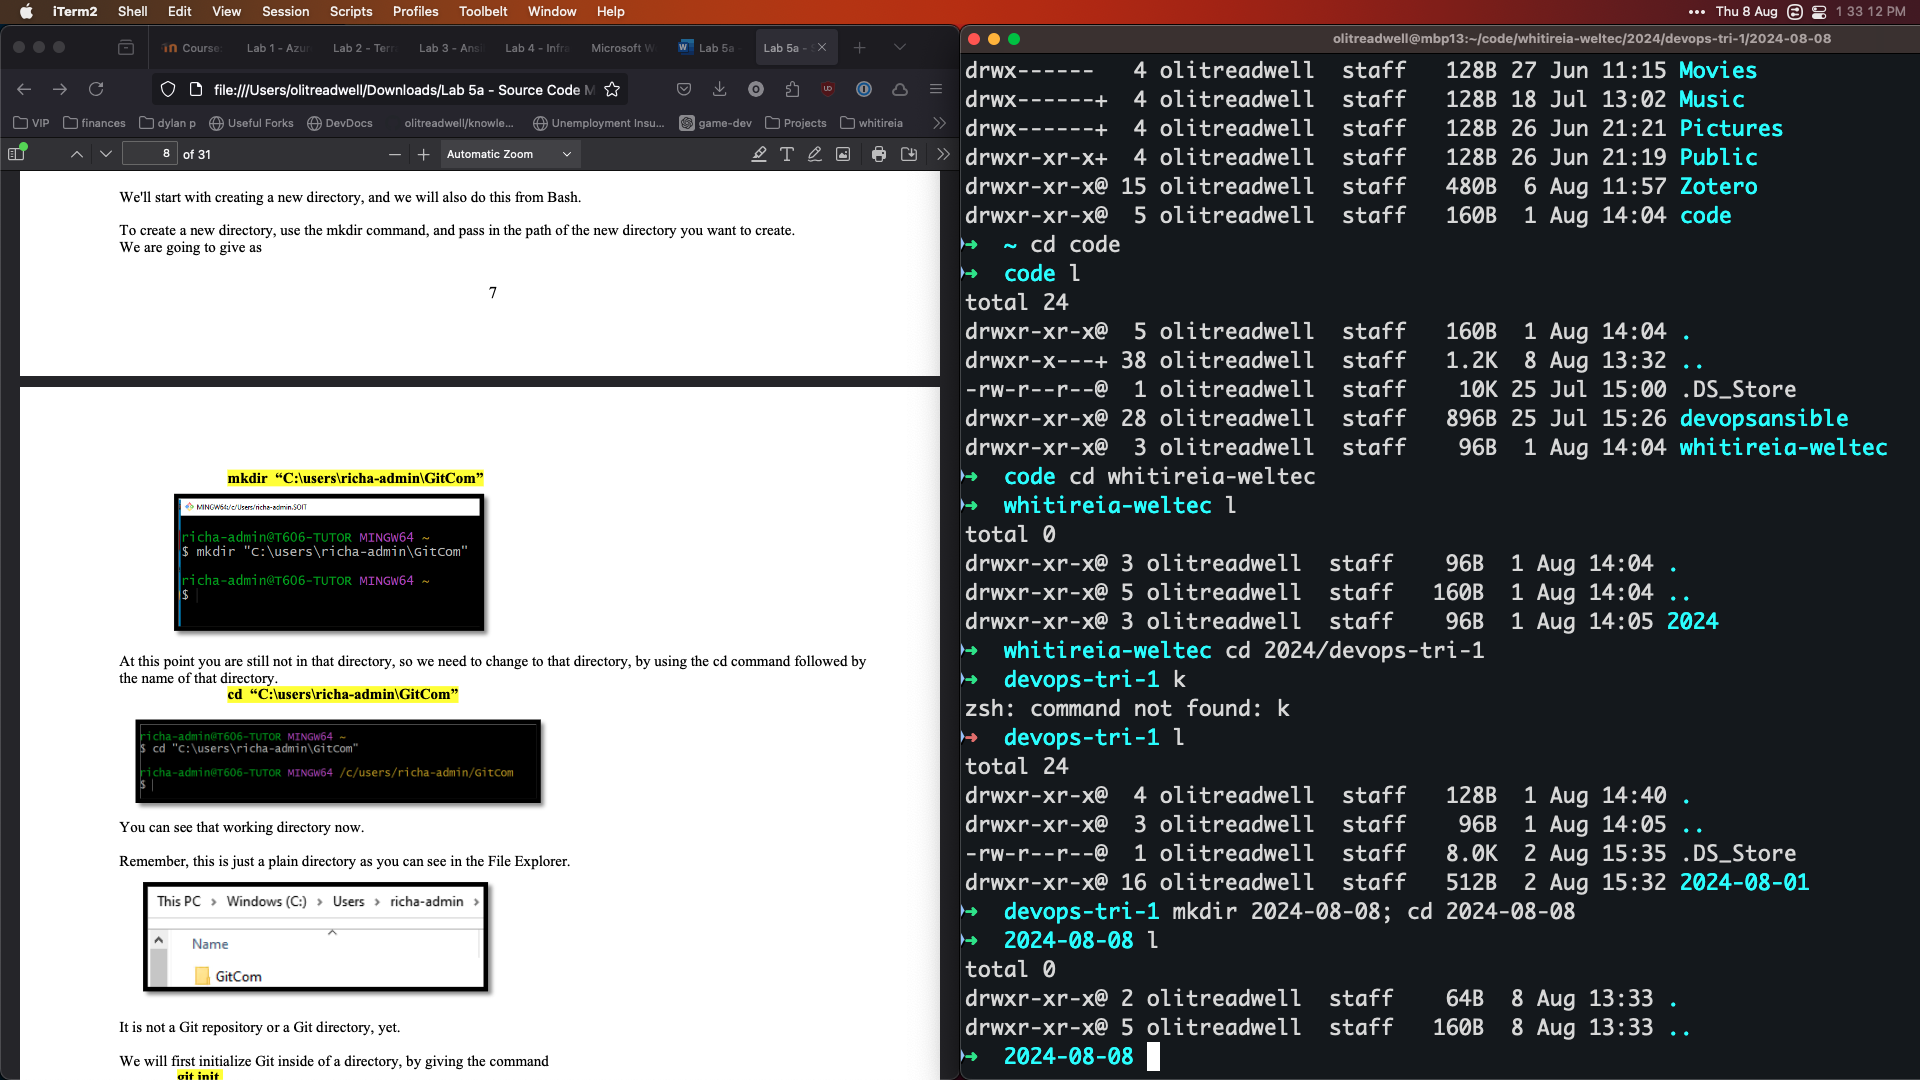 iTerm2 Shell Edit View Session Scripts Profiles Toolbelt Window Help
Thu 8 Aug 1 33 12 PM
Course Lab 1 - Azu Lab 2 - Terr Lab 3 - Ans Lab 4 - Infra Microsoft W Lab 5a Lab 5a -
file:///Users/olitreadwell/Downloads/Lab 5a - Source Code M
VIP finances dylan p Useful Forks DevDocs olitreadwell/knowle... Unemployment Insu... game-dev Projects whitireia
8 of 31 Automatic Zoom
We'll start with creating a new directory, and we will also do this from Bash.
To create a new directory, use the mkdir command, and pass in the path of the new directory you want to create.
We are going to give as
7
mkdir “C:\users\richa-admin\GitCom”
MINGW64:/c/Users/richa-admin.SOIT
richa-admin@T606-TUTOR MINGW64 ~
$ mkdir "C:\users\richa-admin\GitCom"
richa-admin@T606-TUTOR MINGW64 ~
$
At this point you are still not in that directory, so we need to change to that directory, by using the cd command followed by
the name of that directory.
cd “C:\users\richa-admin\GitCom”
richa-admin@T606-TUTOR MINGW64 ~
$ cd "C:\users\richa-admin\GitCom"
richa-admin@T606-TUTOR MINGW64 /c/users/richa-admin/GitCom
$
You can see that working directory now.
Remember, this is just a plain directory as you can see in the File Explorer.
This PC > Windows (C:) > Users > richa-admin >
Name
GitCom
It is not a Git repository or a Git directory, yet.
We will first initialize Git inside of a directory, by giving the command
git init
olitreadwell@mbp13:~/code/whitireia-weltec/2024/devops-tri-1/2024-08-08
drwx------ 4 olitreadwell staff 128B 27 Jun 11:15 Movies
drwx------+ 4 olitreadwell staff 128B 18 Jul 13:02 Music
drwx------+ 4 olitreadwell staff 128B 26 Jun 21:21 Pictures
drwxr-xr-x+ 4 olitreadwell staff 128B 26 Jun 21:19 Public
drwxr-xr-x@ 15 olitreadwell staff 480B 6 Aug 11:57 Zotero
drwxr-xr-x@ 5 olitreadwell staff 160B 1 Aug 14:04 code
➜ ~ cd code
➜ code l
total 24
drwxr-xr-x@ 5 olitreadwell staff 160B 1 Aug 14:04 .
drwxr-x---+ 38 olitreadwell staff 1.2K 8 Aug 13:32 ..
-rw-r--r--@ 1 olitreadwell staff 10K 25 Jul 15:00 .DS_Store
drwxr-xr-x@ 28 olitreadwell staff 896B 25 Jul 15:26 devopsansible
drwxr-xr-x@ 3 olitreadwell staff 96B 1 Aug 14:04 whitireia-weltec
➜ code cd whitireia-weltec
➜ whitireia-weltec l
total 0
drwxr-xr-x@ 3 olitreadwell staff 96B 1 Aug 14:04 .
drwxr-xr-x@ 5 olitreadwell staff 160B 1 Aug 14:04 ..
drwxr-xr-x@ 3 olitreadwell staff 96B 1 Aug 14:05 2024
➜ whitireia-weltec cd 2024/devops-tri-1
➜ devops-tri-1 k
zsh: command not found: k
➜ devops-tri-1 l
total 24
drwxr-xr-x@ 4 olitreadwell staff 128B 1 Aug 14:40 .
drwxr-xr-x@ 3 olitreadwell staff 96B 1 Aug 14:05 ..
-rw-r--r--@ 1 olitreadwell staff 8.0K 2 Aug 15:35 .DS_Store
drwxr-xr-x@ 16 olitreadwell staff 512B 2 Aug 15:32 2024-08-01
➜ devops-tri-1 mkdir 2024-08-08; cd 2024-08-08
➜ 2024-08-08 l
total 0
drwxr-xr-x@ 2 olitreadwell staff 64B 8 Aug 13:33 .
drwxr-xr-x@ 5 olitreadwell staff 160B 8 Aug 13:33 ..
➜ 2024-08-08